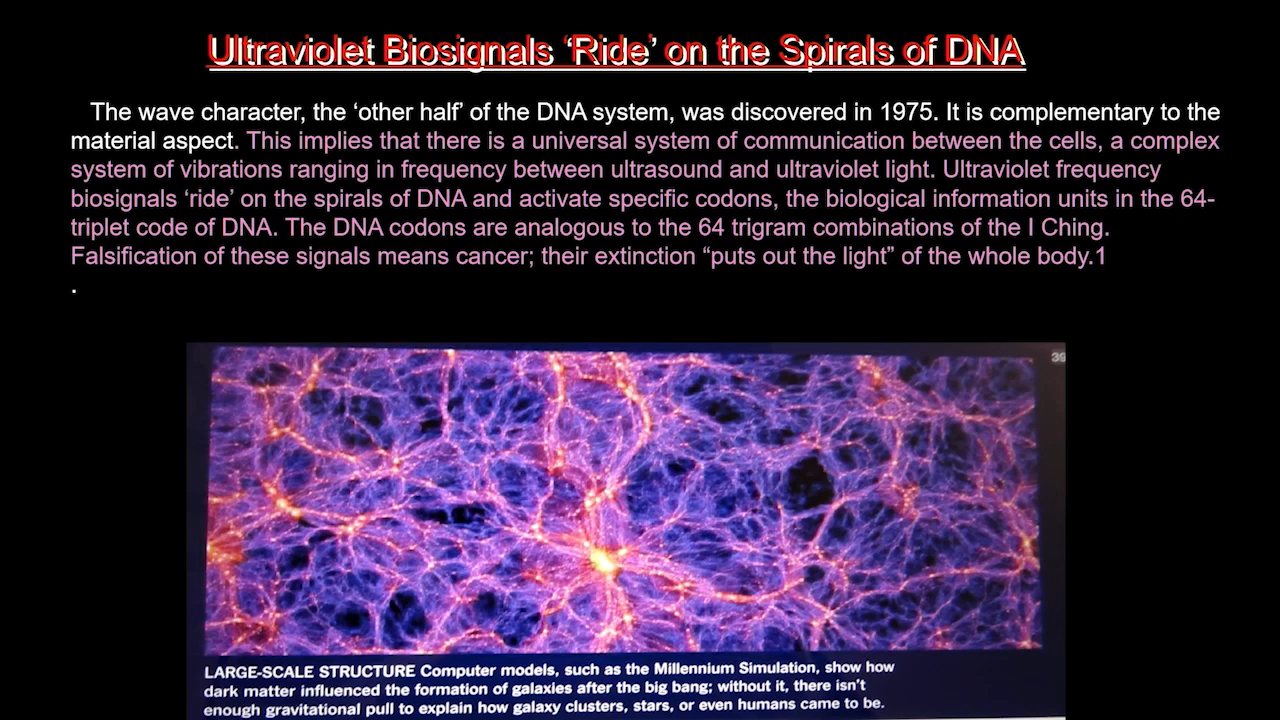 Ultraviolet Biosignals ‘Ride’ on the Spirals of DNA
The wave character, the ‘other half’ of the DNA system, was discovered in 1975. It is complementary to the
material aspect. This implies that there is a universal system of communication between the cells, a complex
system of vibrations ranging in frequency between ultrasound and ultraviolet light. Ultraviolet frequency
biosignals ‘ride’ on the spirals of DNA and activate specific codons, the biological information units in the 64-
triplet code of DNA. The DNA codons are analogous to the 64 trigram combinations of the I Ching.
Falsification of these signals means cancer; their extinction “puts out the light” of the whole body.1
.
39
LARGE-SCALE STRUCTURE Computer models, such as the Millennium Simulation, show how
dark matter influenced the formation of galaxies after the big bang; without it, there isn’t
enough gravitational pull to explain how galaxy clusters, stars, or even humans came to be.